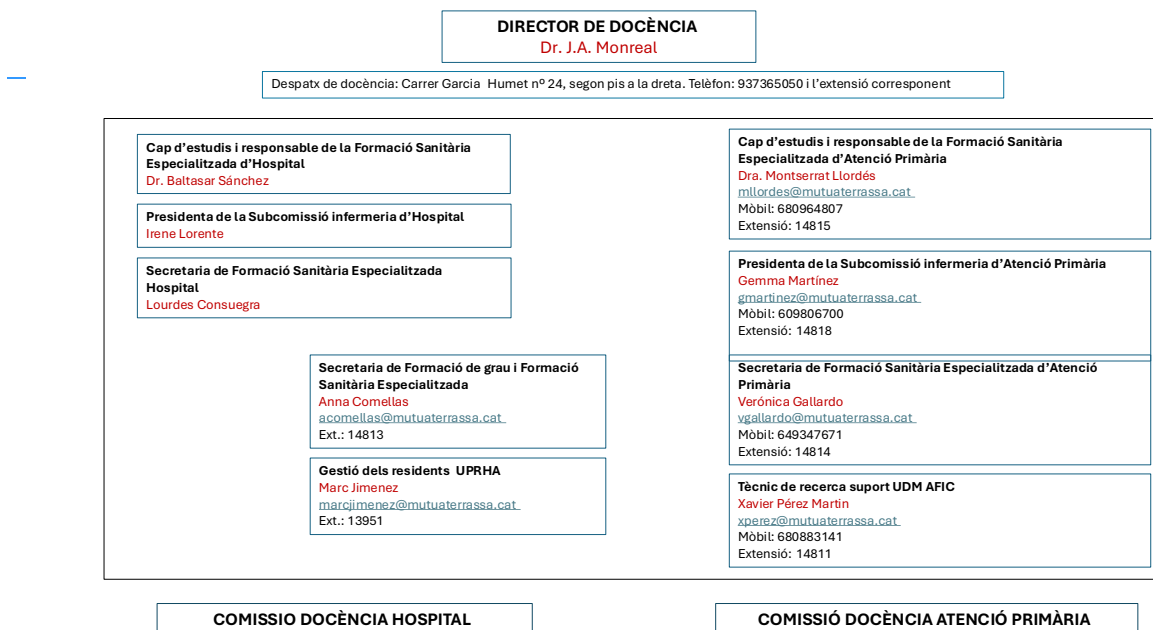 DIRECTOR DE DOCÈNCIA
Dr. J.A. Monreal
Despatx de docència: Carrer Garcia Humet nº 24, segon pis a la dreta. Telèfon: 937365050 i l'extensió corresponent
Cap d'estudis i responsable de la Formació Sanitària
Especialitzada d'Hospital
Dr. Baltasar Sánchez
Presidenta de la Subcomissió infermeria d'Hospital
Irene Lorente
Secretaria de Formació Sanitària Especialitzada
Hospital
Lourdes Consuegra
Secretaria de Formació de grau i Formació
Sanitària Especialitzada
Anna Comellas
acomellas@mutuaterrassa.cat
Ext.: 14813
Gestió dels residents UPRHA
Marc Jimenez
marcjimenez@mutuaterrassa.cat
Ext.: 13951
Cap d'estudis i responsable de la Formació Sanitària
Especialitzada d'Atenció Primària
Dra. Montserrat Llordés
mllordes@mutuaterrassa.cat
Mòbil: 680964807
Extensió: 14815
Presidenta de la Subcomissió infermeria d'Atenció Primària
Gemma Martínez
gmartinez@mutuaterrassa.cat
Mòbil: 609806700
Extensió: 14818
Secretaria de Formació Sanitària Especialitzada d'Atenció
Primària
Verónica Gallardo
vgallardo@mutuaterrassa.cat
Mòbil: 649347671
Extensió: 14814
Tècnic de recerca suport UDM AFIC
Xavier Pérez Martin
xperez@mutuaterrassa.cat
Mòbil: 680883141
Extensió: 14811
COMISSIO DOCÈNCIA HOSPITAL
COMISSIÓ DOCÈNCIA ATENCIÓ PRIMÀRIA